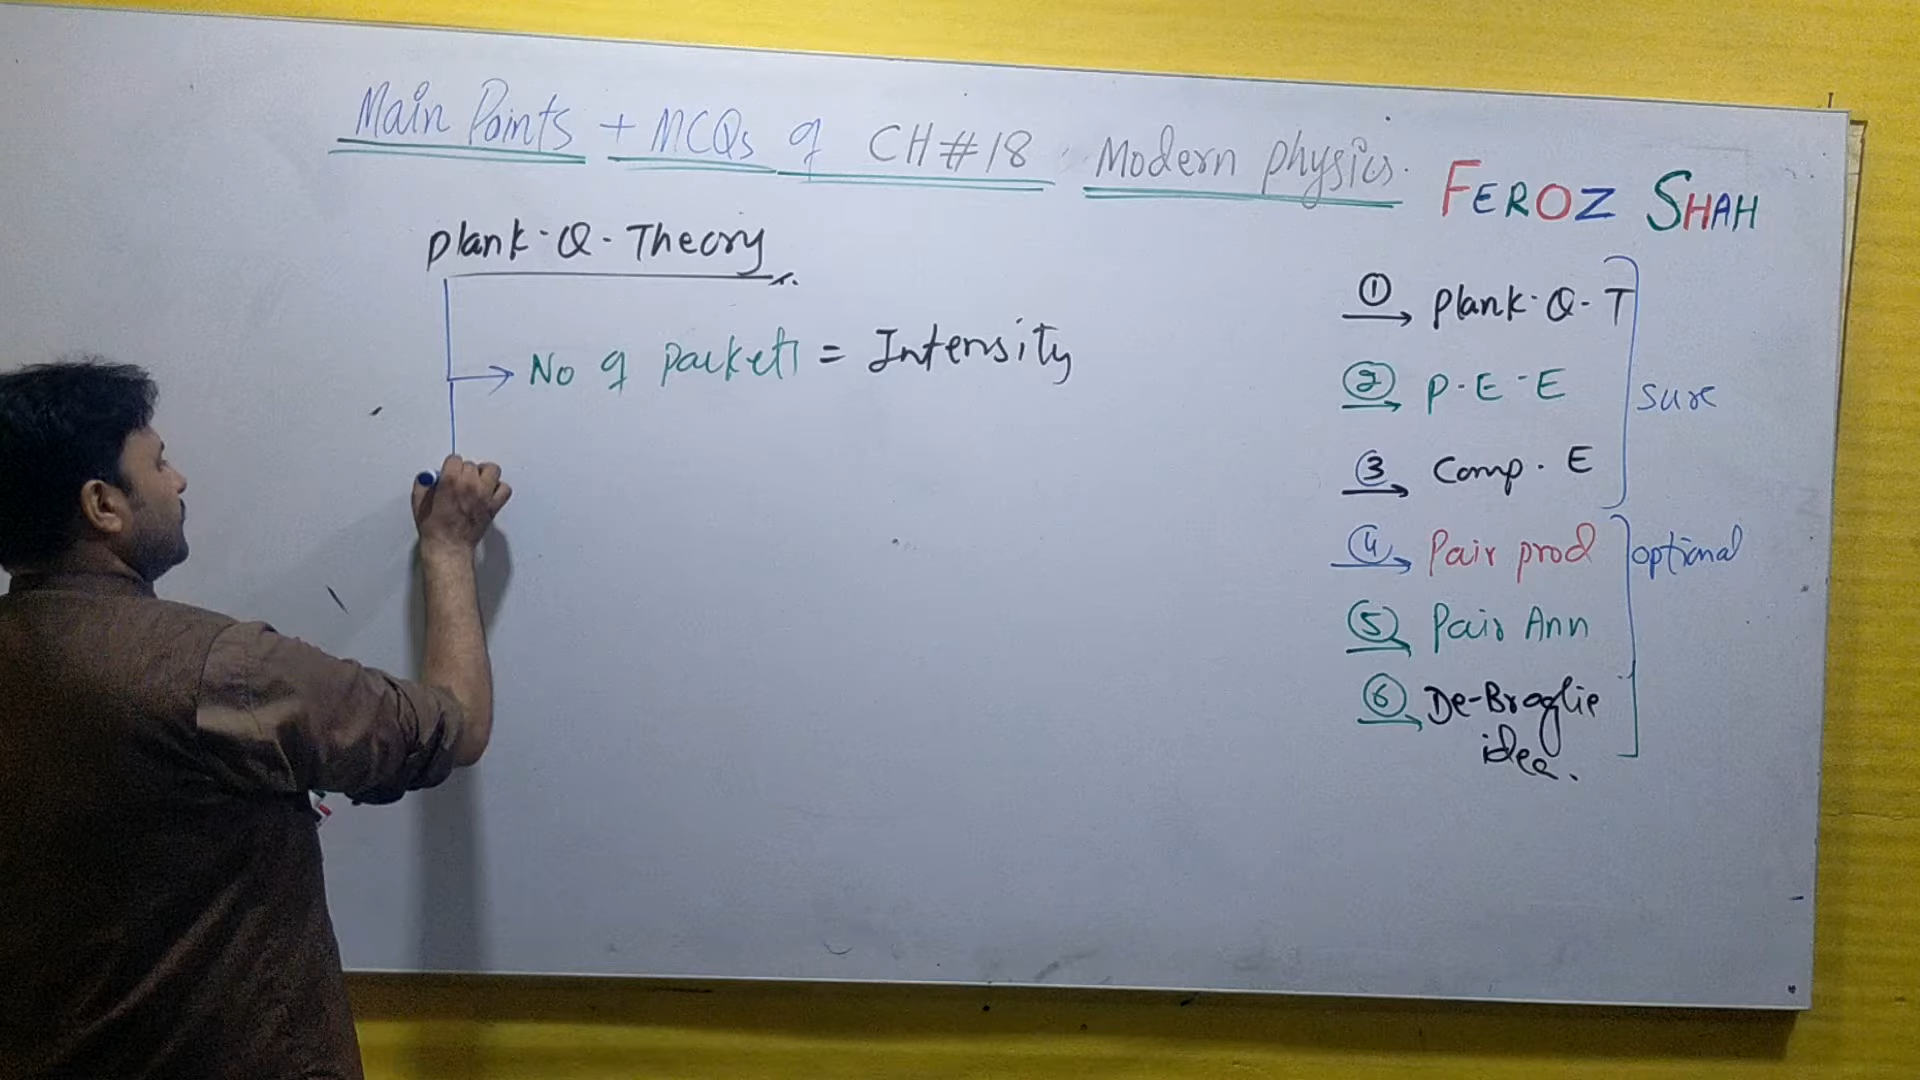 Main Points + MCQs of CH#18 Modern physics.
FEROZ SHAH
plank-Q-Theory
No of packets = Intensity
① plank-Q-T
② P-E-E
③ Comp. E
sure
④ Pair prod
⑤ Pair Ann
⑥ De-Broglie
idea.
optional